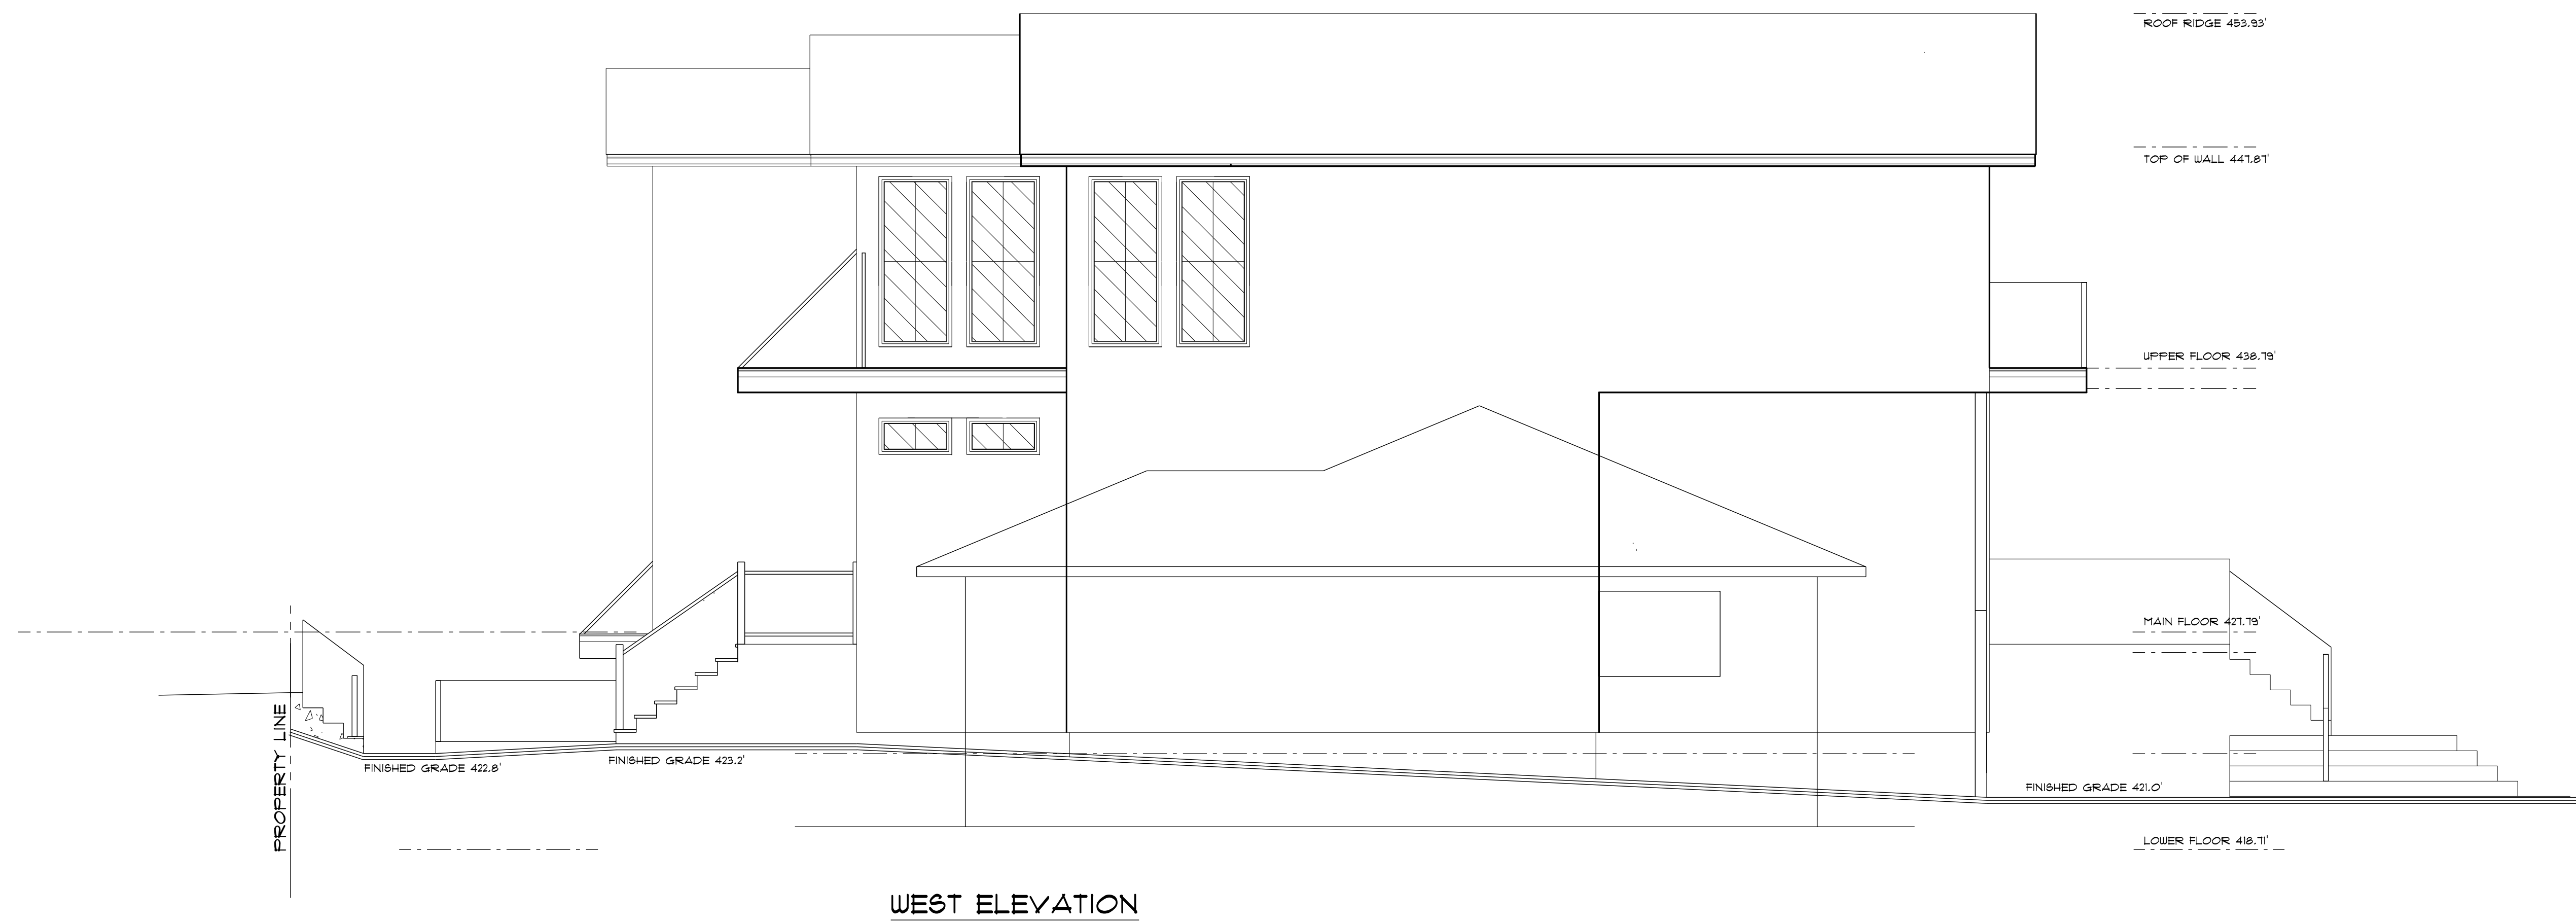 ROOF RIDGE 453.93'
TOP OF WALL 447.87'
UPPER FLOOR 438.79'
MAIN FLOOR 427.79'
PROPERTY LINE
FINISHED GRADE 422.8'
FINISHED GRADE 423.2'
FINISHED GRADE 421.0'
LOWER FLOOR 418.71'
WEST ELEVATION